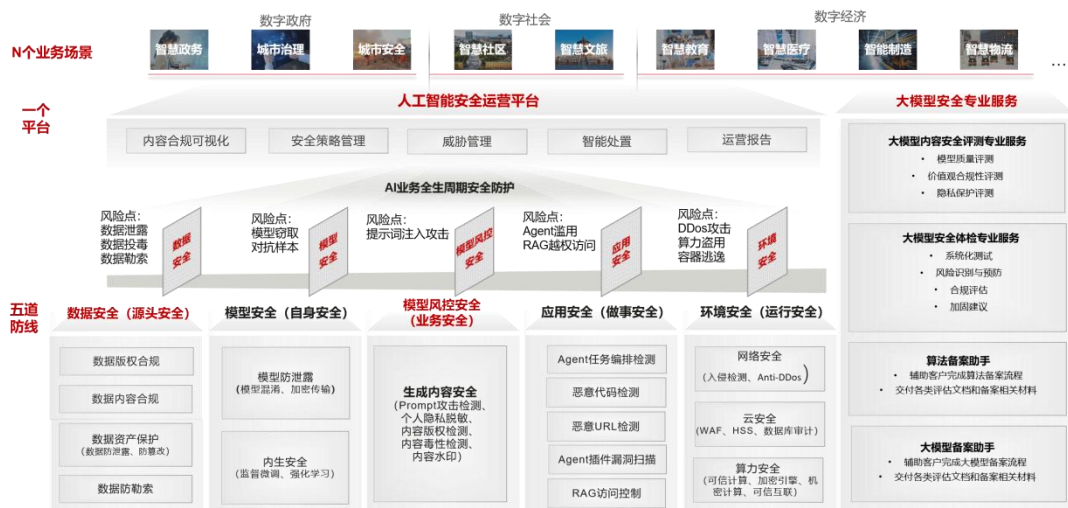 数字政府
数字社会
数字经济
N个业务场景
智慧政务
城市治理
城市安全
智慧社区
智慧文旅
智慧教育
智慧医疗
智能制造
智慧物流
...
一个
平台
人工智能安全运营平台
内容合规可视化
安全策略管理
威胁管理
智能处置
运营报告
AI业务全生周期安全防护
风险点:
数据泄露
数据投毒
数据勒索
数据
安全
风险点:
模型窃取
对抗样本
模型
安全
风险点:
提示词注入攻击
模型风控
安全
风险点:
Agent滥用
RAG越权访问
应用
安全
风险点:
DDos攻击
算力盗用
容器逃逸
环境
安全
五道
防线
数据安全（源头安全）
数据版权合规
数据内容合规
数据资产保护
(数据防泄露、防篡改)
数据防勒索
模型安全（自身安全）
模型防泄露
(模型混淆、加密传输)
内生安全
(监督微调、强化学习)
模型风控安全
(业务安全)
生成内容安全
(Prompt攻击检测、
个人隐私脱敏、
内容版权检测、
内容毒性检测、
内容水印)
应用安全（做事安全）
Agent任务编排检测
恶意代码检测
恶意URL检测
Agent插件漏洞扫描
RAG访问控制
环境安全（运行安全）
网络安全
(入侵检测、Anti-DDos)
云安全
(WAF、HSS、数据库审计)
算力安全
(可信计算、加密引擎、机
密计算、可信互联)
大模型安全专业服务
大模型内容安全评测专业服务
• 模型质量评测
• 价值观合规性评测
• 隐私保护评测
大模型安全体检专业服务
• 系统化测试
• 风险识别与预防
• 合规评估
• 加固建议
算法备案助手
• 辅助客户完成算法备案流程
• 交付各类评估文档和备案相关材料
大模型备案助手
• 辅助客户完成大模型备案流程
• 交付各类评估文档和备案相关材料